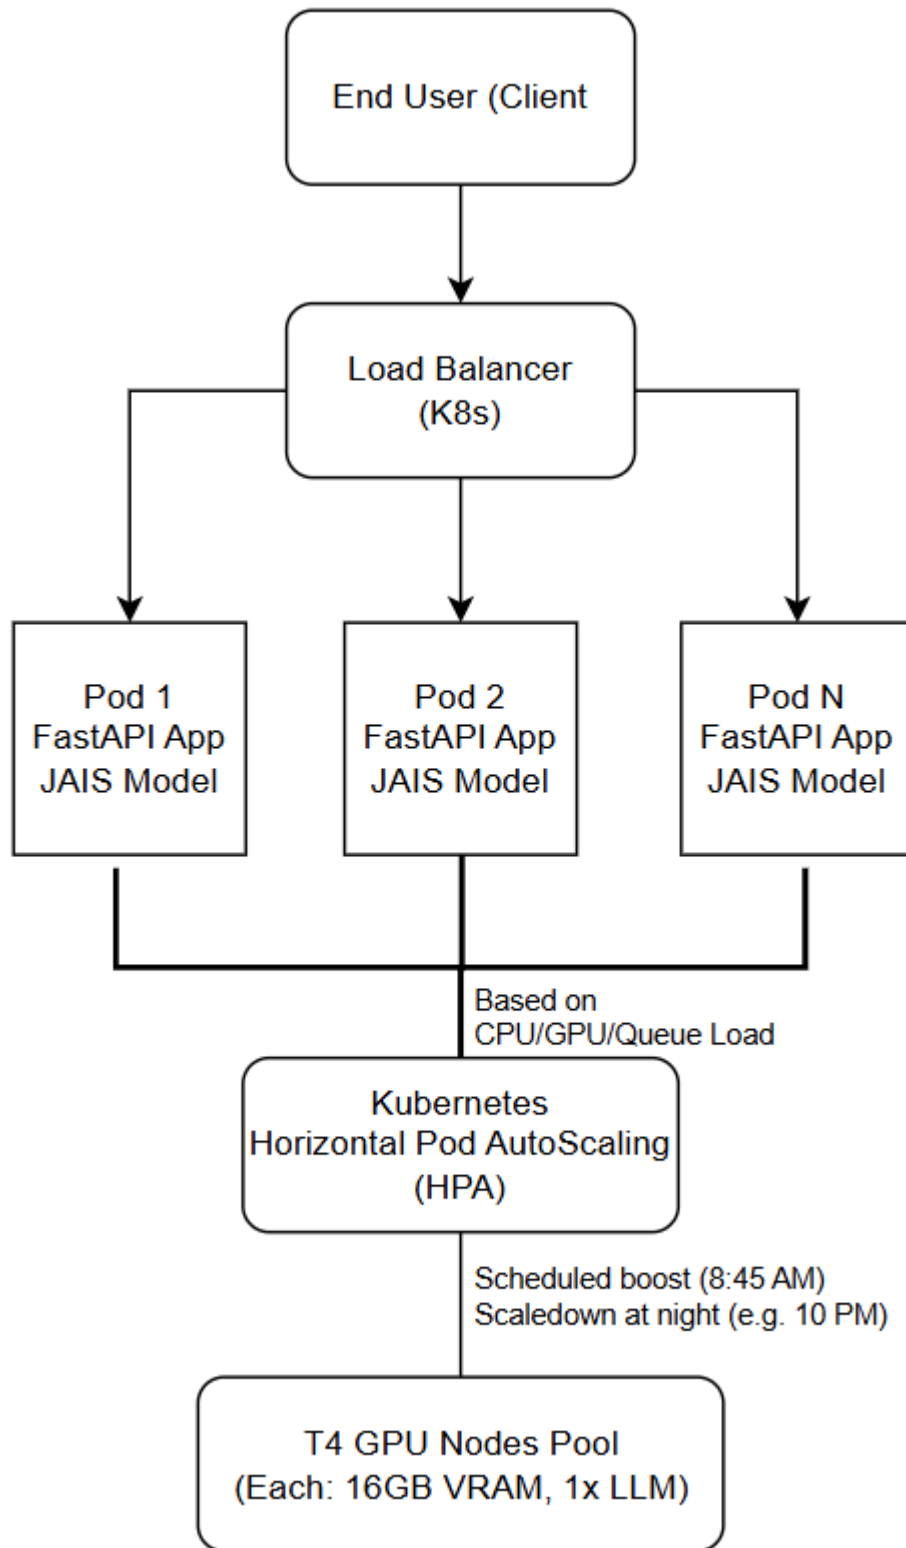 End User (Client
Load Balancer
(K8s)
Pod 1
FastAPI App
JAIS Model
Pod 2
FastAPI App
JAIS Model
Pod N
FastAPI App
JAIS Model
Based on
CPU/GPU/Queue Load
Kubernetes
Horizontal Pod AutoScaling
(HPA)
Scheduled boost (8:45 AM)
Scaledown at night (e.g. 10 PM)
T4 GPU Nodes Pool
(Each: 16GB VRAM, 1x LLM)